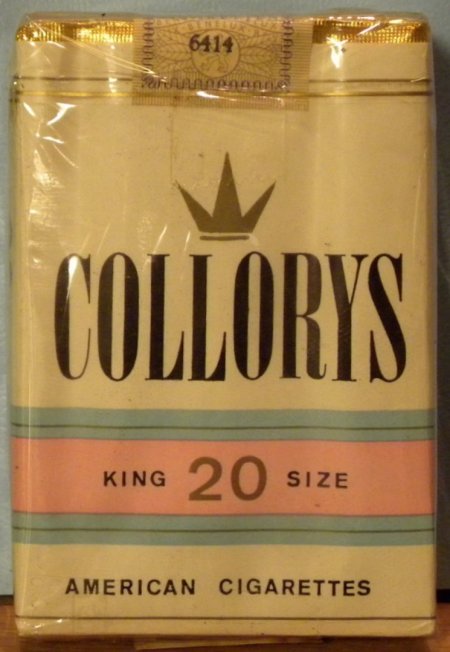 6414
COLLORYS
KING 20 SIZE
AMERICAN CIGARETTES